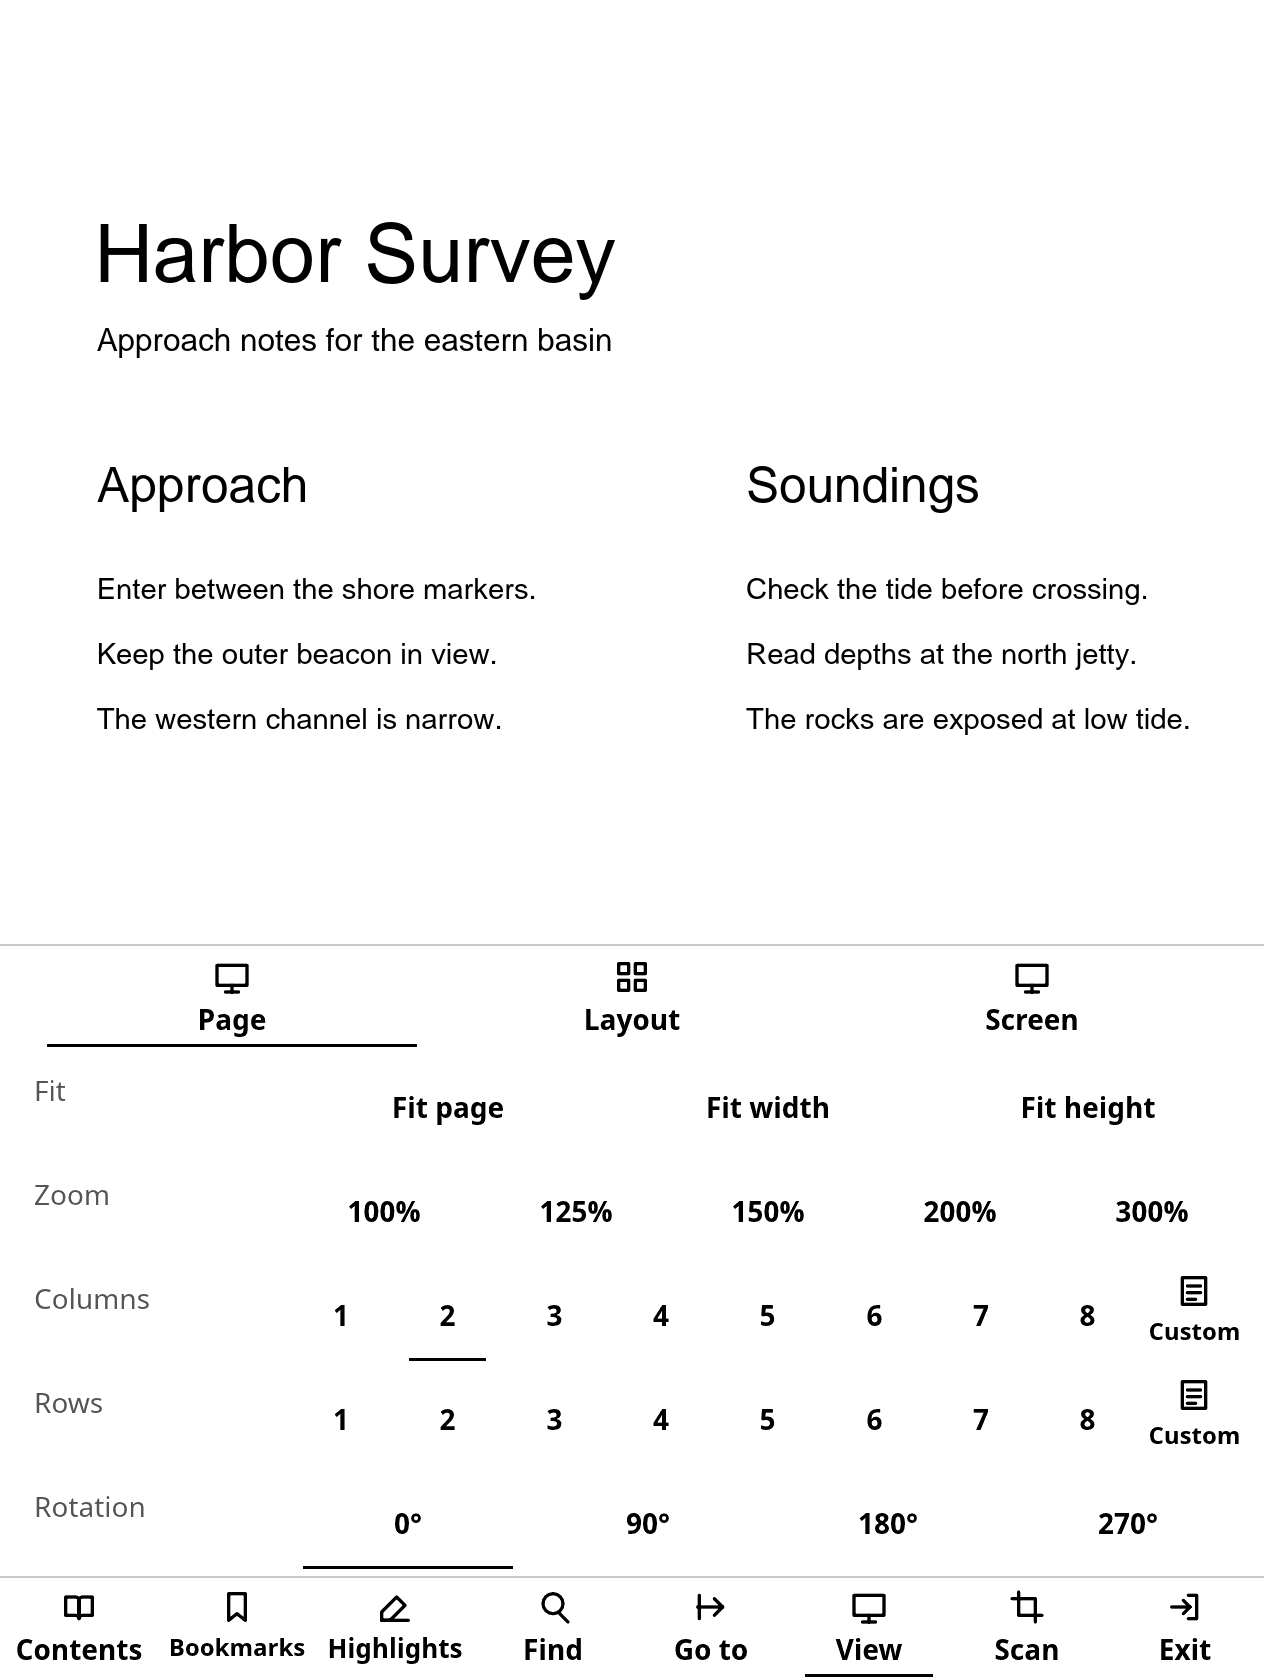 Harbor Survey
Approach notes for the eastern basin
Approach
Enter between the shore markers.
Keep the outer beacon in view.
The western channel is narrow.
Soundings
Check the tide before crossing.
Read depths at the north jetty.
The rocks are exposed at low tide.
Page Layout Screen
Fit Fit page Fit width Fit height
Zoom 100% 125% 150% 200% 300%
Columns 1 2 3 4 5 6 7 8 Custom
Rows 1 2 3 4 5 6 7 8 Custom
Rotation 0° 90° 180° 270°
Contents Bookmarks Highlights Find Go to View Scan Exit